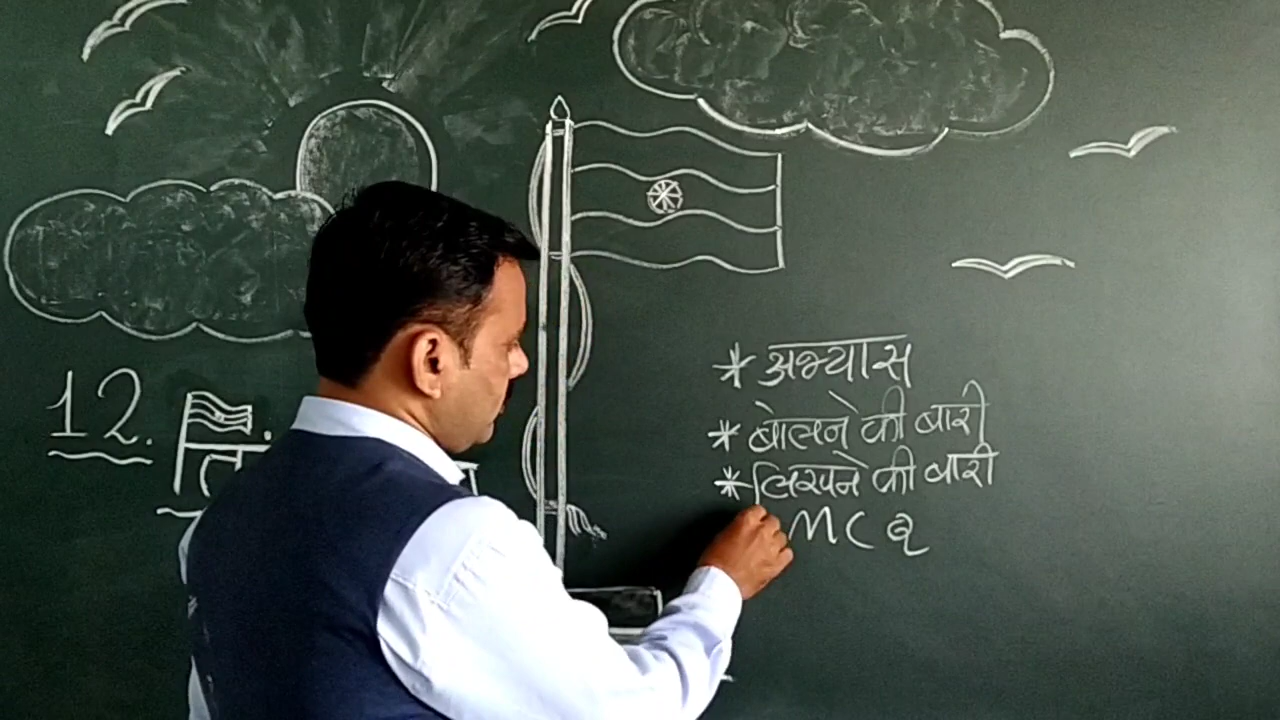 12.
* अभ्यास
* बोलने की बारी
* लिखने की बारी
MCQ